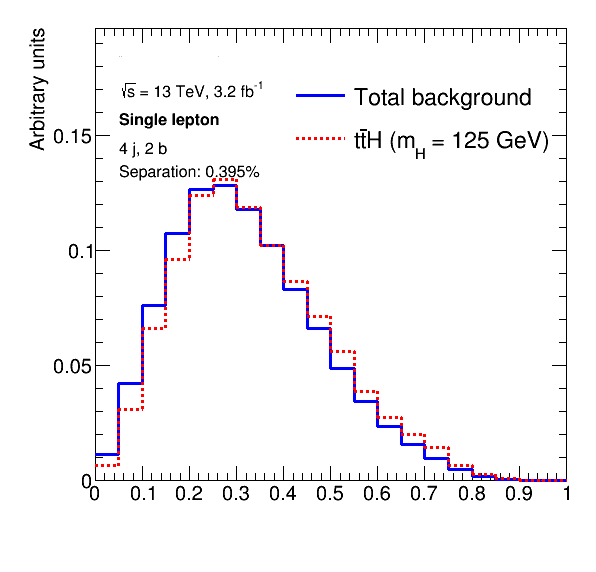 Arbitrary units
√s = 13 TeV, 3.2 fb⁻¹
Single lepton
4 j, 2 b
Separation: 0.395%
Total background
tt̄H (m_H = 125 GeV)
0.15
0.1
0.05
0
0 0.1 0.2 0.3 0.4 0.5 0.6 0.7 0.8 0.9 1